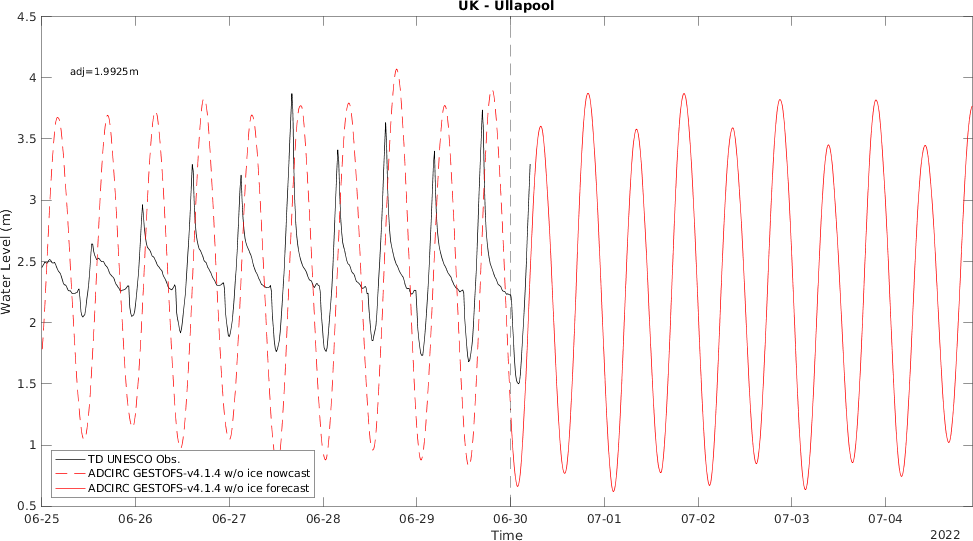 UK - Ullapool
4.5
4
3.5
3
2.5
2
1.5
1
0.5
Water Level (m)
adj=1.9925m
TD UNESCO Obs.
ADCIRC GESTOFS-v4.1.4 w/o ice nowcast
ADCIRC GESTOFS-v4.1.4 w/o ice forecast
06-25 06-26 06-27 06-28 06-29 06-30 07-01 07-02 07-03 07-04
Time
2022